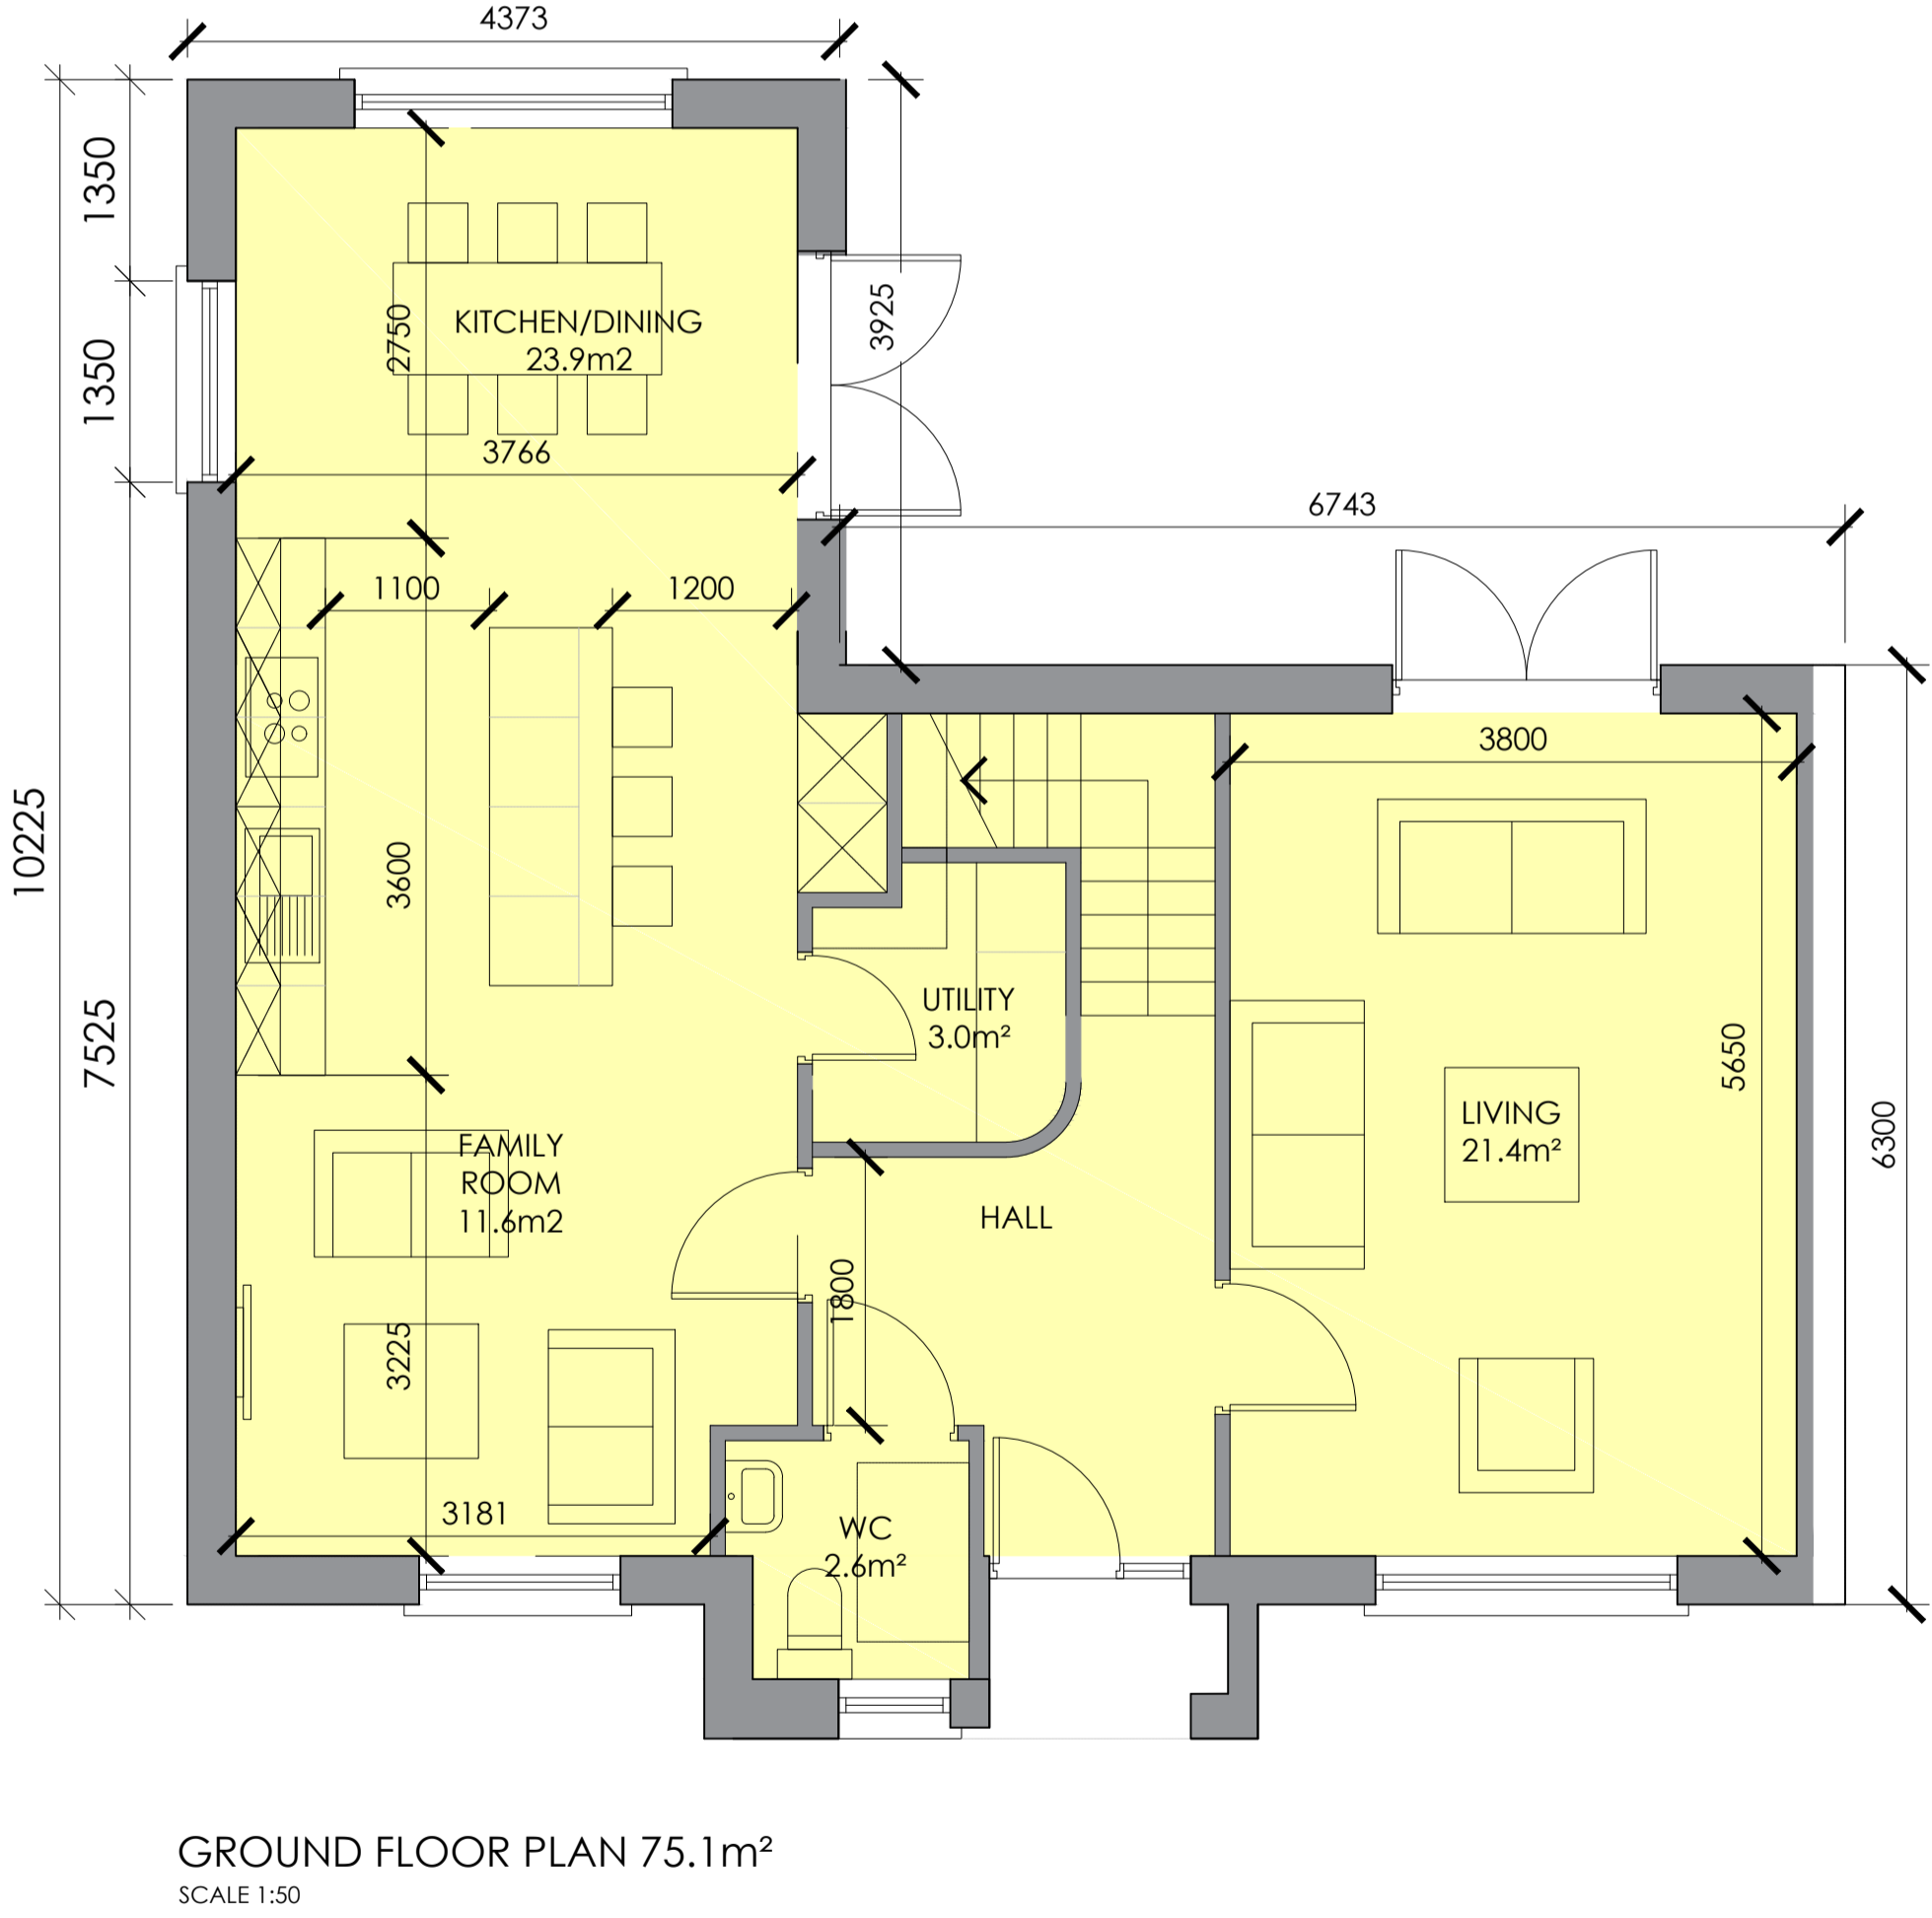 4373
1350
3925
KITCHEN/DINING
23.9m2
2750
1350
3766
6743
1100
1200
3800
10225
3600
7525
UTILITY
3.0m²
5650
LIVING
21.4m²
6300
FAMILY
ROOM
11.6m2
HALL
1800
3225
3181
WC
2.6m²
GROUND FLOOR PLAN 75.1m²
SCALE 1:50